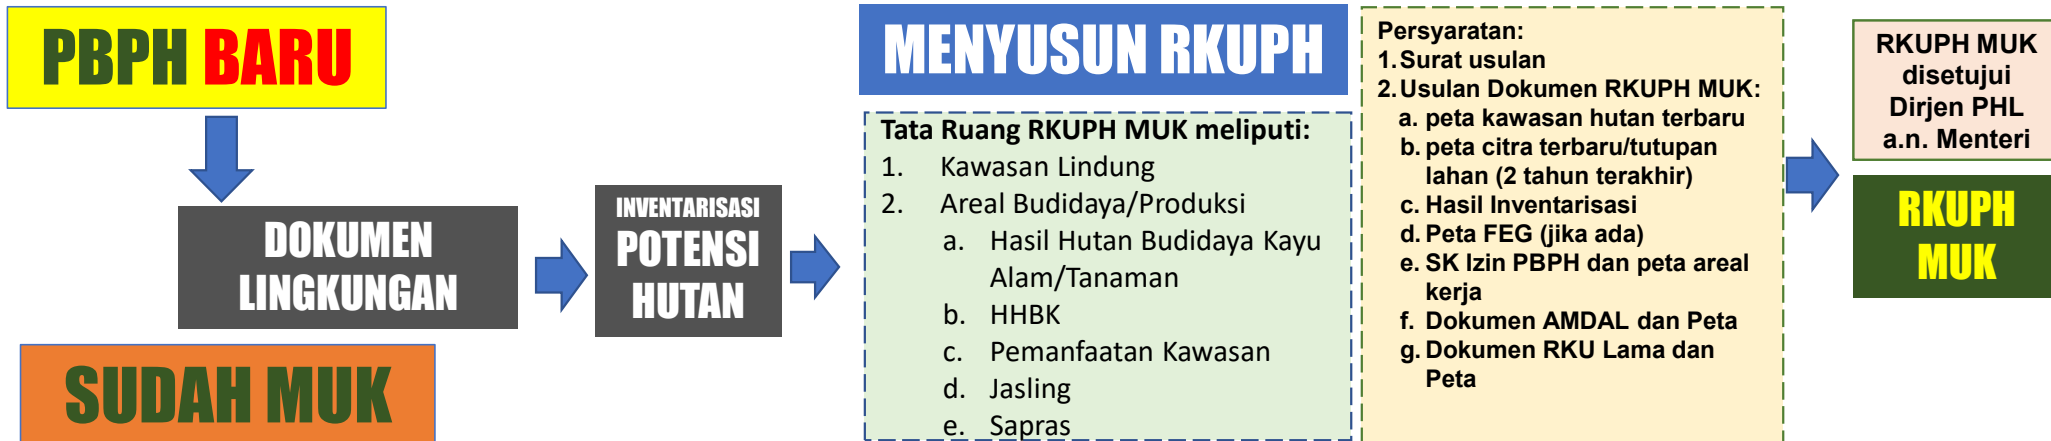 PBPH BARU
DOKUMEN
LINGKUNGAN
SUDAH MUK
INVENTARISASI
POTENSI
HUTAN
MENYUSUN RKUPH
Tata Ruang RKUPH MUK meliputi:
1. Kawasan Lindung
2. Areal Budidaya/Produksi
a. Hasil Hutan Budidaya Kayu
Alam/Tanaman
b. HHBK
c. Pemanfaatan Kawasan
d. Jasling
e. Sapras
Persyaratan:
1. Surat usulan
2. Usulan Dokumen RKUPH MUK:
a. peta kawasan hutan terbaru
b. peta citra terbaru/tutupan
lahan (2 tahun terakhir)
c. Hasil Inventarisasi
d. Peta FEG (jika ada)
e. SK Izin PBPH dan peta areal
kerja
f. Dokumen AMDAL dan Peta
g. Dokumen RKU Lama dan
Peta
RKUPH MUK
disetujui
Dirjen PHL
a.n. Menteri
RKUPH
MUK